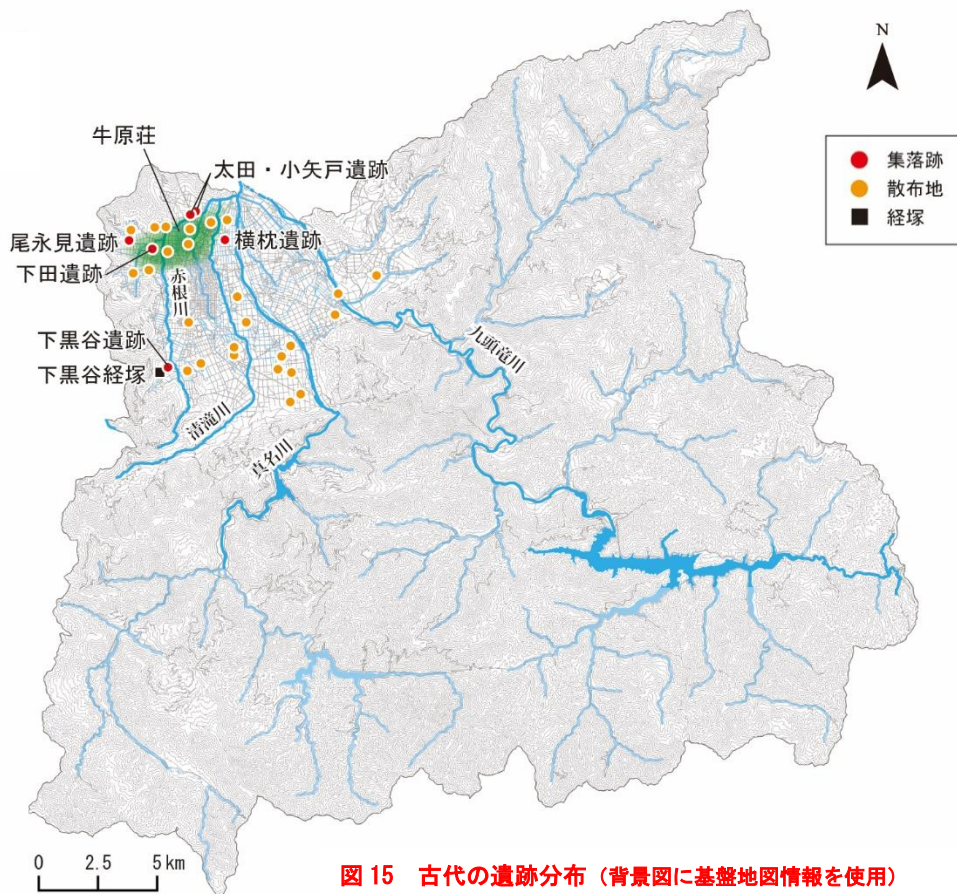 N
牛原荘
太田・小矢戸遺跡
集落跡
散布地
経塚
尾永見遺跡
横枕遺跡
下田遺跡
赤根川
下黒谷遺跡
九頭竜川
下黒谷経塚
清滝川
真名川
0 2.5 5km
図15 古代の遺跡分布（背景図に基盤地図情報を使用）